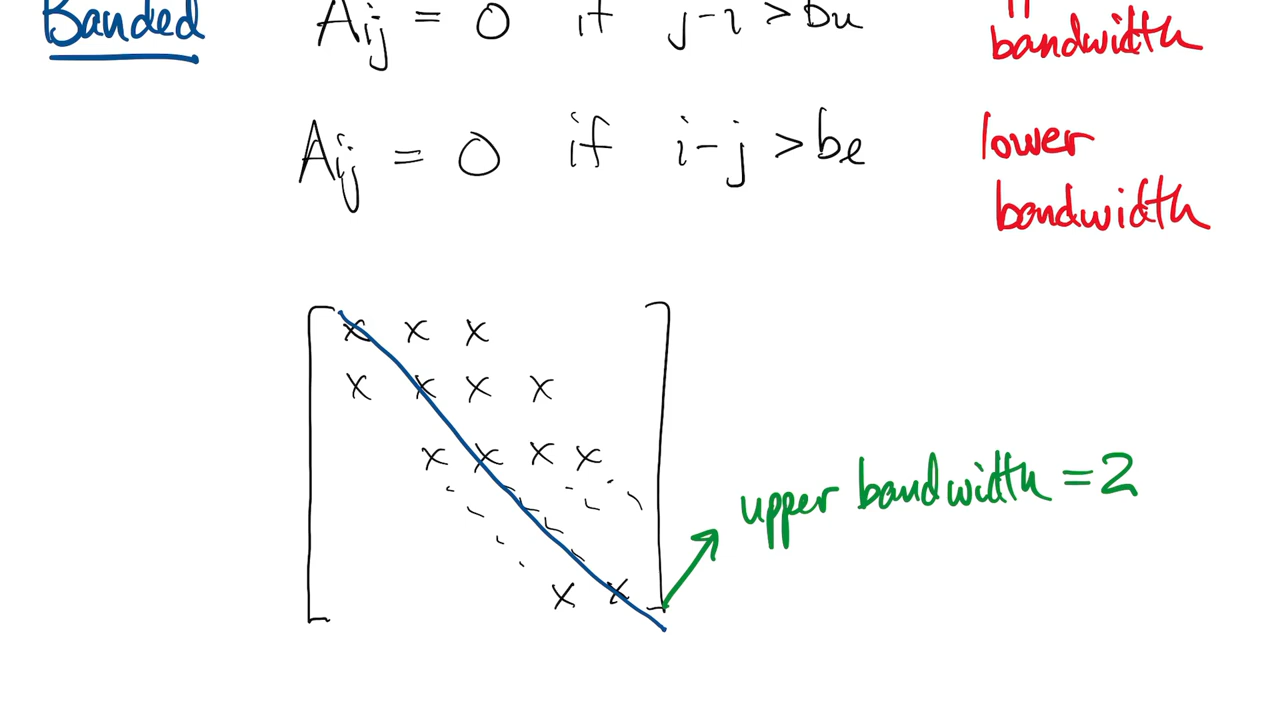 Banded Aij = 0 if j-i > bu
bandwidth
Aij = 0 if i-j > bl lower
bandwidth
x x x
x x x x
x x x x
upper bandwidth = 2
x x